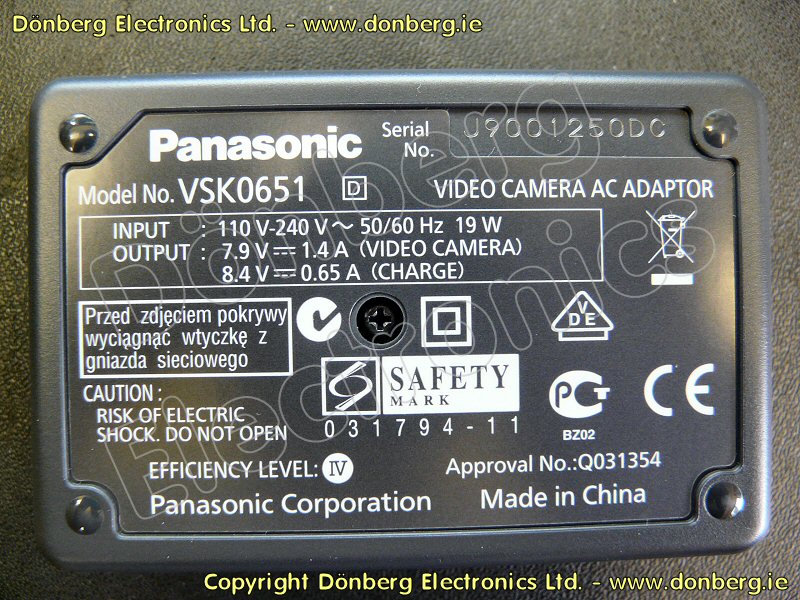 Dönberg Electronics Ltd. - www.donberg.ie
Panasonic
Serial No. J9001250DC
Model No. VSK0651 D VIDEO CAMERA AC ADAPTOR
INPUT : 110 V-240 V ~ 50/60 Hz 19 W
OUTPUT : 7.9 V ⎓ 1.4 A (VIDEO CAMERA)
8.4 V ⎓ 0.65 A (CHARGE)
Przed zdjęciem pokrywy
wyciągnąć wtyczkę z
gniazda sieciowego
VDE
SAFETY
MARK
031794-11
CAUTION :
RISK OF ELECTRIC
SHOCK. DO NOT OPEN
PCT
BZ02
CE
EFFICIENCY LEVEL: IV
Approval No.:Q031354
Panasonic Corporation
Made in China
Dönberg
Electronics
Copyright Dönberg Electronics Ltd. - www.donberg.ie